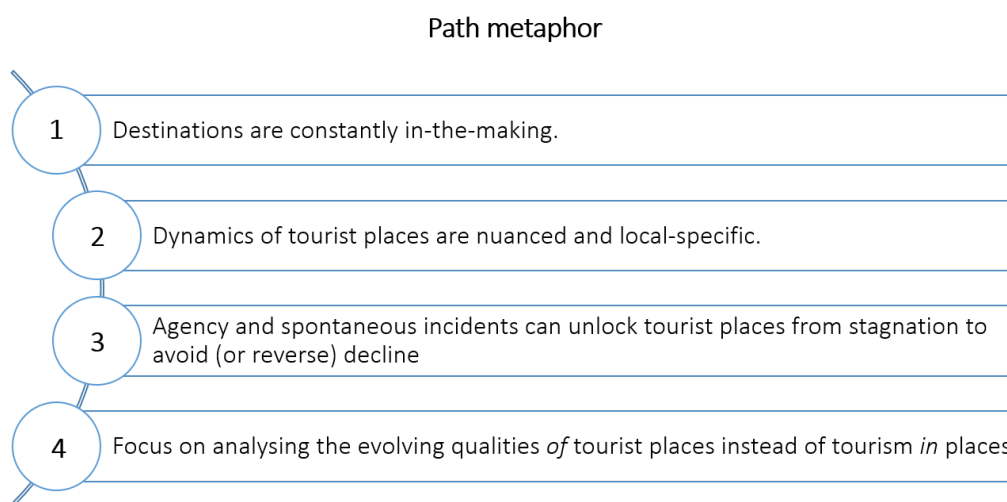 Path metaphor
1
Destinations are constantly in-the-making.
2
Dynamics of tourist places are nuanced and local-specific.
3
Agency and spontaneous incidents can unlock tourist places from stagnation to
avoid (or reverse) decline
4
Focus on analysing the evolving qualities of tourist places instead of tourism in places